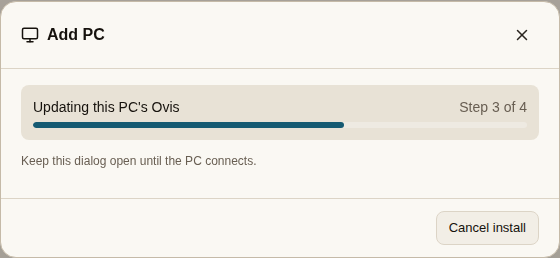 Add PC
Updating this PC's Ovis
Step 3 of 4
Keep this dialog open until the PC connects.
Cancel install